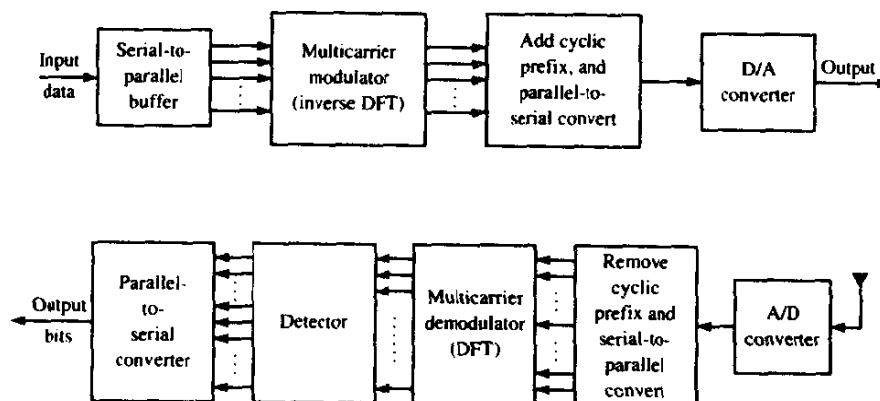 Input
data
Serial-to-
parallel
buffer
Multicarrier
modulator
(inverse DFT)
Add cyclic
prefix, and
parallel-to-
serial convert
D/A
converter
Output
Output
bits
Parallel-
to-
serial
converter
Detector
Multicarrier
demodulator
(DFT)
Remove
cyclic
prefix and
serial-to-
parallel
convert
A/D
converter